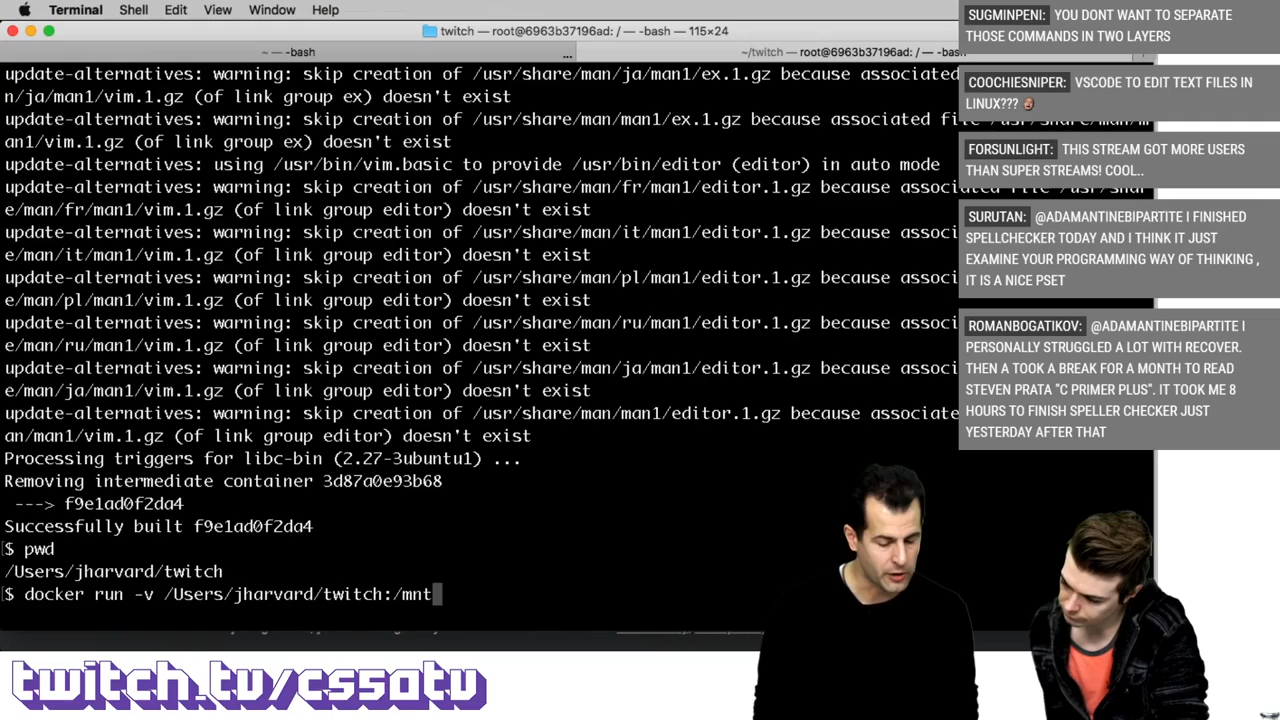 Terminal Shell Edit View Window Help
twitch — root@6963b37196ad: / — -bash — 115×24
~ — -bash
...
~/twitch — root@6963b37196ad: / — -bash
update-alternatives: warning: skip creation of /usr/share/man/ja/man1/ex.1.gz because associated
n/ja/man1/vim.1.gz (of link group ex) doesn't exist
update-alternatives: warning: skip creation of /usr/share/man/man1/ex.1.gz because associated file /usr/share/man/m
an1/vim.1.gz (of link group ex) doesn't exist
update-alternatives: using /usr/bin/vim.basic to provide /usr/bin/editor (editor) in auto mode
update-alternatives: warning: skip creation of /usr/share/man/fr/man1/editor.1.gz because associated file /usr/shar
e/man/fr/man1/vim.1.gz (of link group editor) doesn't exist
update-alternatives: warning: skip creation of /usr/share/man/it/man1/editor.1.gz because associ
e/man/it/man1/vim.1.gz (of link group editor) doesn't exist
update-alternatives: warning: skip creation of /usr/share/man/pl/man1/editor.1.gz because associ
e/man/pl/man1/vim.1.gz (of link group editor) doesn't exist
update-alternatives: warning: skip creation of /usr/share/man/ru/man1/editor.1.gz because associ
e/man/ru/man1/vim.1.gz (of link group editor) doesn't exist
update-alternatives: warning: skip creation of /usr/share/man/ja/man1/editor.1.gz because associ
e/man/ja/man1/vim.1.gz (of link group editor) doesn't exist
update-alternatives: warning: skip creation of /usr/share/man/man1/editor.1.gz because associate
an/man1/vim.1.gz (of link group editor) doesn't exist
Processing triggers for libc-bin (2.27-3ubuntu1) ...
Removing intermediate container 3d87a0e93b68
---> f9e1ad0f2da4
Successfully built f9e1ad0f2da4
$ pwd
/Users/jharvard/twitch
$ docker run -v /Users/jharvard/twitch:/mnt
SUGMINPENI: YOU DONT WANT TO SEPARATE
THOSE COMMANDS IN TWO LAYERS
COOCHIESNIPER: VSCODE TO EDIT TEXT FILES IN
LINUX???
FORSUNLIGHT: THIS STREAM GOT MORE USERS
THAN SUPER STREAMS! COOL..
SURUTAN: @ADAMANTINEBIPARTITE I FINISHED
SPELLCHECKER TODAY AND I THINK IT JUST
EXAMINE YOUR PROGRAMMING WAY OF THINKING ,
IT IS A NICE PSET
ROMANBOGATIKOV: @ADAMANTINEBIPARTITE I
PERSONALLY STRUGGLED A LOT WITH RECOVER.
THEN A TOOK A BREAK FOR A MONTH TO READ
STEVEN PRATA "C PRIMER PLUS". IT TOOK ME 8
HOURS TO FINISH SPELLER CHECKER JUST
YESTERDAY AFTER THAT
twitch.tv/cs50tv